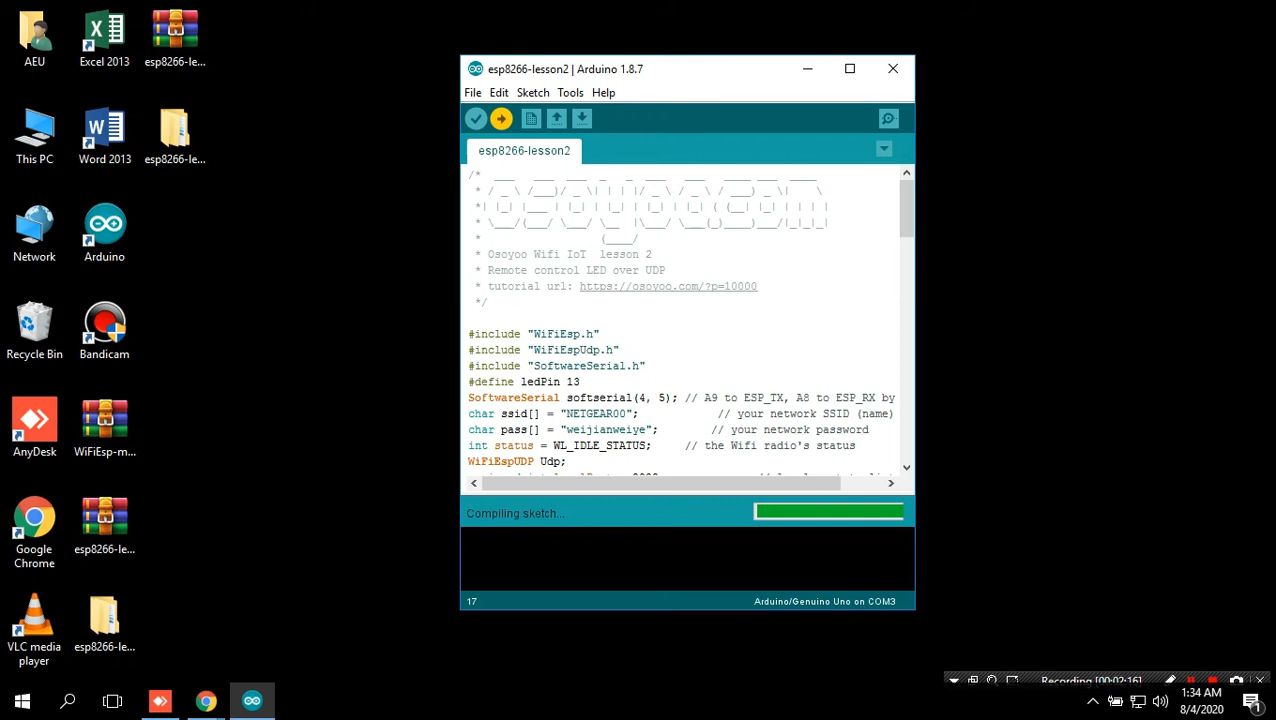 AEU
Excel 2013
esp8266-le...
This PC
Word 2013
esp8266-le...
Network
Arduino
Recycle Bin
Bandicam
AnyDesk
WiFiEsp-m...
Google Chrome
esp8266-le...
VLC media player
esp8266-le...
esp8266-lesson2 | Arduino 1.8.7
File Edit Sketch Tools Help
esp8266-lesson2
/*
* Osoyoo Wifi IoT lesson 2
* Remote control LED over UDP
* tutorial url: https://osoyoo.com/?p=10000
*/
#include "WiFiEsp.h"
#include "WiFiEspUdp.h"
#include "SoftwareSerial.h"
#define ledPin 13
SoftwareSerial softserial(4, 5); // A9 to ESP_TX, A8 to ESP_RX by
char ssid[] = "NETGEAR00"; // your network SSID (name)
char pass[] = "weijianweiye"; // your network password
int status = WL_IDLE_STATUS; // the Wifi radio's status
WiFiEspUDP Udp;
Compiling sketch...
17
Arduino/Genuino Uno on COM3
Recording [00:02:16]
1:34 AM
8/4/2020
1